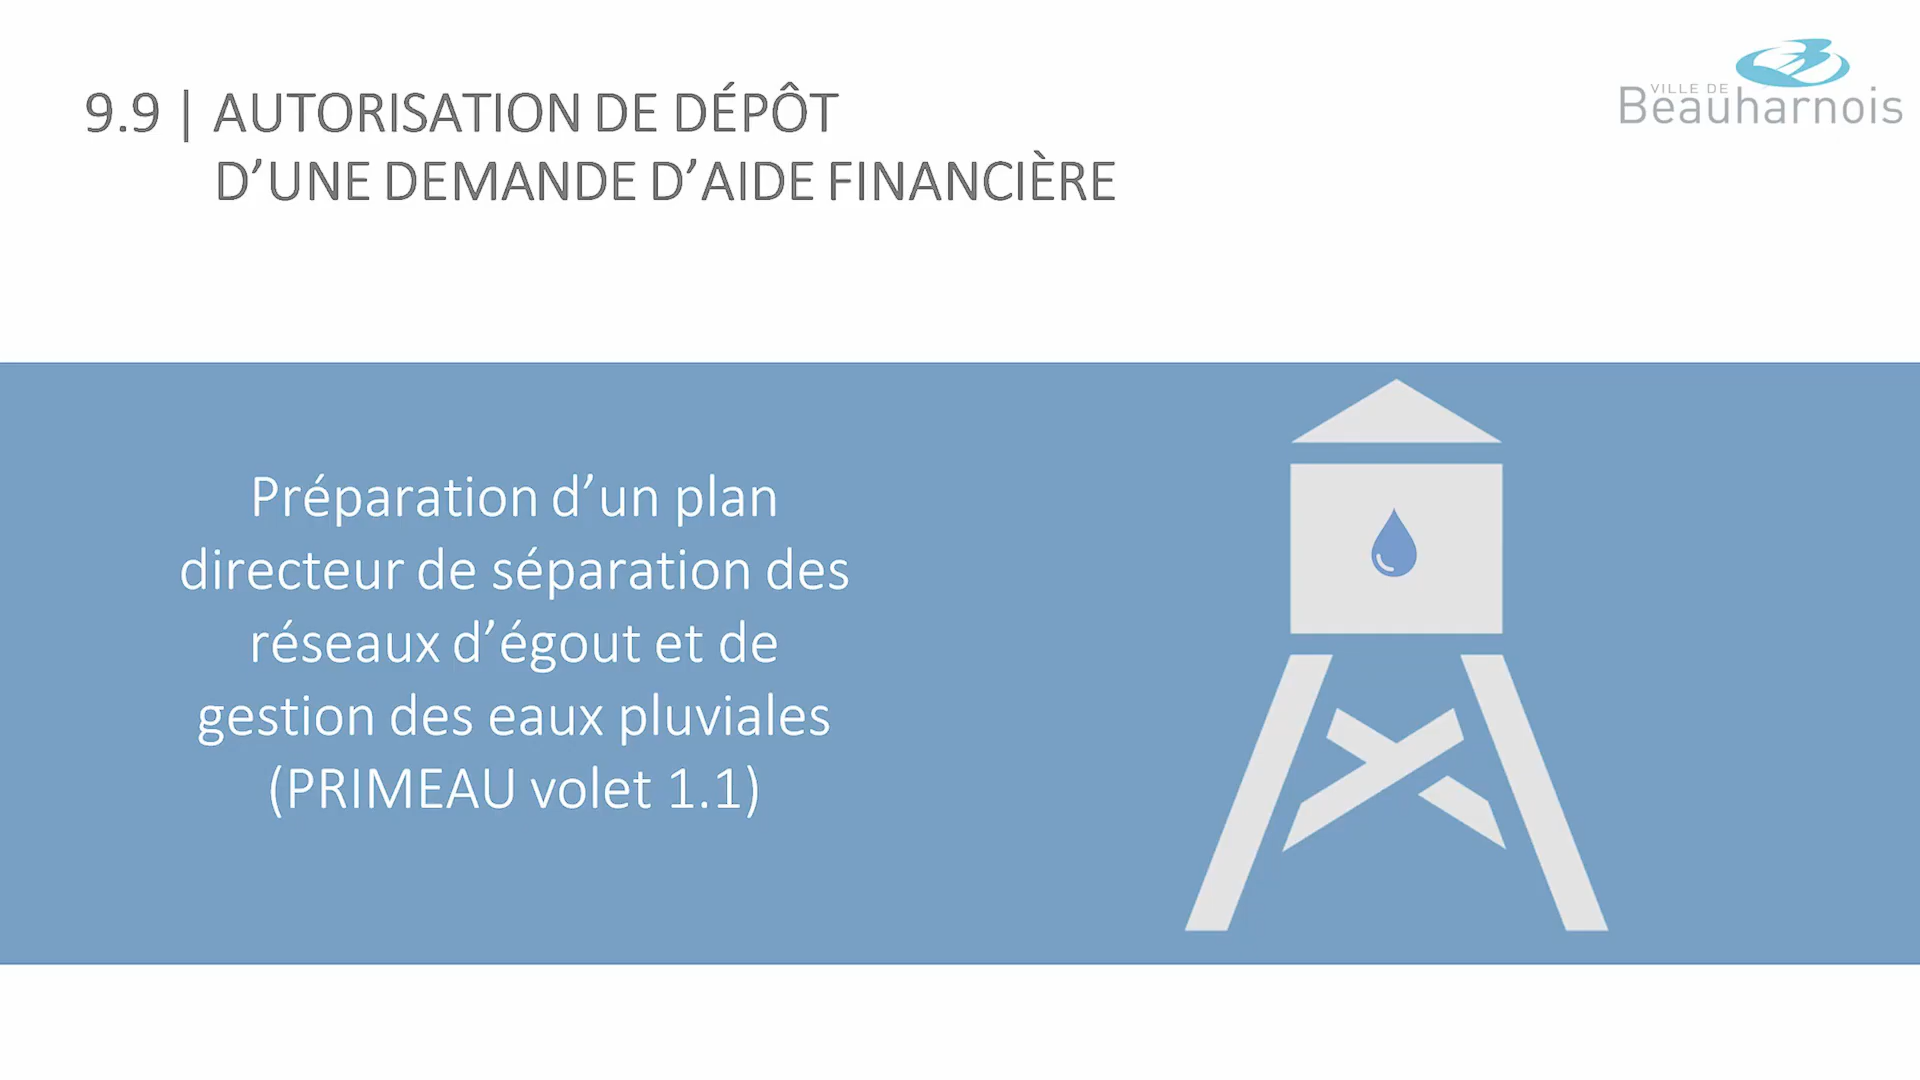 9.9 | AUTORISATION DE DÉPÔT
D’UNE DEMANDE D’AIDE FINANCIÈRE
VILLE DE
Beauharnois
Préparation d’un plan
directeur de séparation des
réseaux d’égout et de
gestion des eaux pluviales
(PRIMEAU volet 1.1)